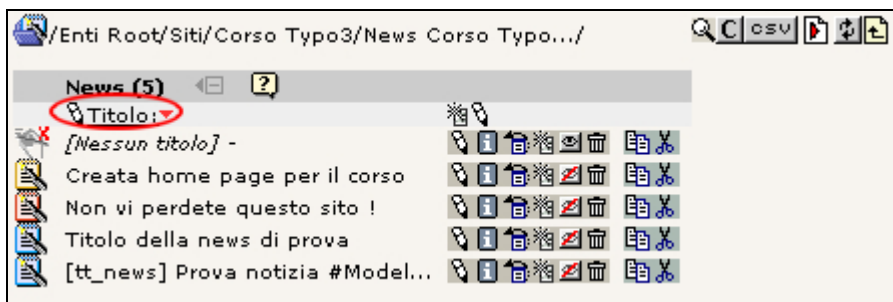 /Enti Root/Siti/Corso Typo3/News Corso Typo.../ C csv
News (5) ?
Titolo:
[Nessun titolo] -
Creata home page per il corso
Non vi perdete questo sito !
Titolo della news di prova
[tt_news] Prova notizia #Model...